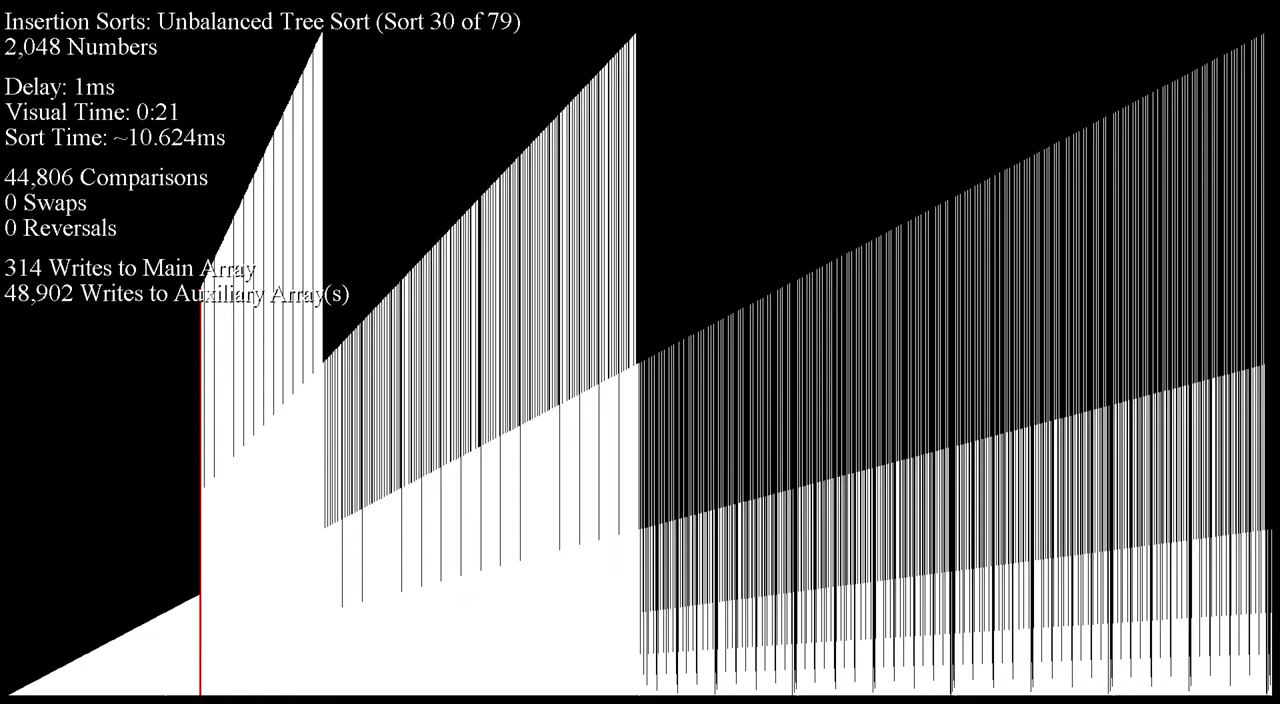 Insertion Sorts: Unbalanced Tree Sort (Sort 30 of 79)
2,048 Numbers
Delay: 1ms
Visual Time: 0:21
Sort Time: ~10.624ms
44,806 Comparisons
0 Swaps
0 Reversals
314 Writes to Main Array
48,902 Writes to Auxiliary Array(s)